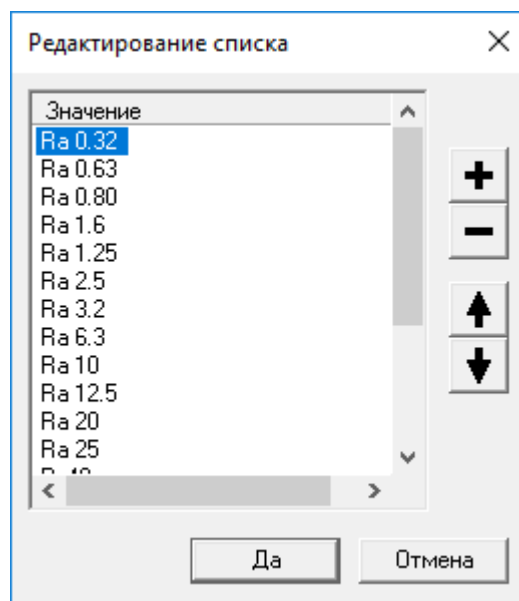 Редактирование списка
Значение
Ra 0.32
Ra 0.63
Ra 0.80
Ra 1.6
Ra 1.25
Ra 2.5
Ra 3.2
Ra 6.3
Ra 10
Ra 12.5
Ra 20
Ra 25
Да Отмена